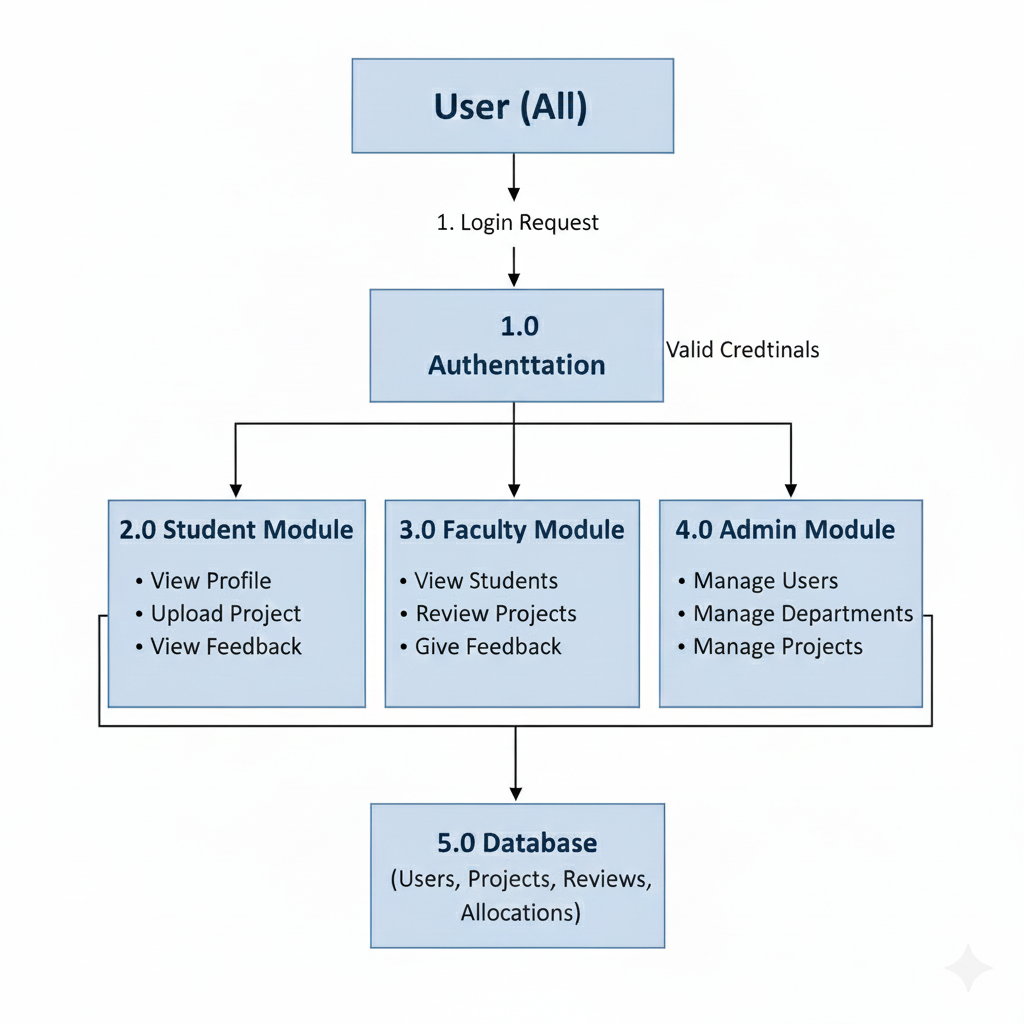 User (All)
1. Login Request
1.0
Authenttation
Valid Credtinals
2.0 Student Module
• View Profile
• Upload Project
• View Feedback
3.0 Faculty Module
• View Students
• Review Projects
• Give Feedback
4.0 Admin Module
• Manage Users
• Manage Departments
• Manage Projects
5.0 Database
(Users, Projects, Reviews,
Allocations)